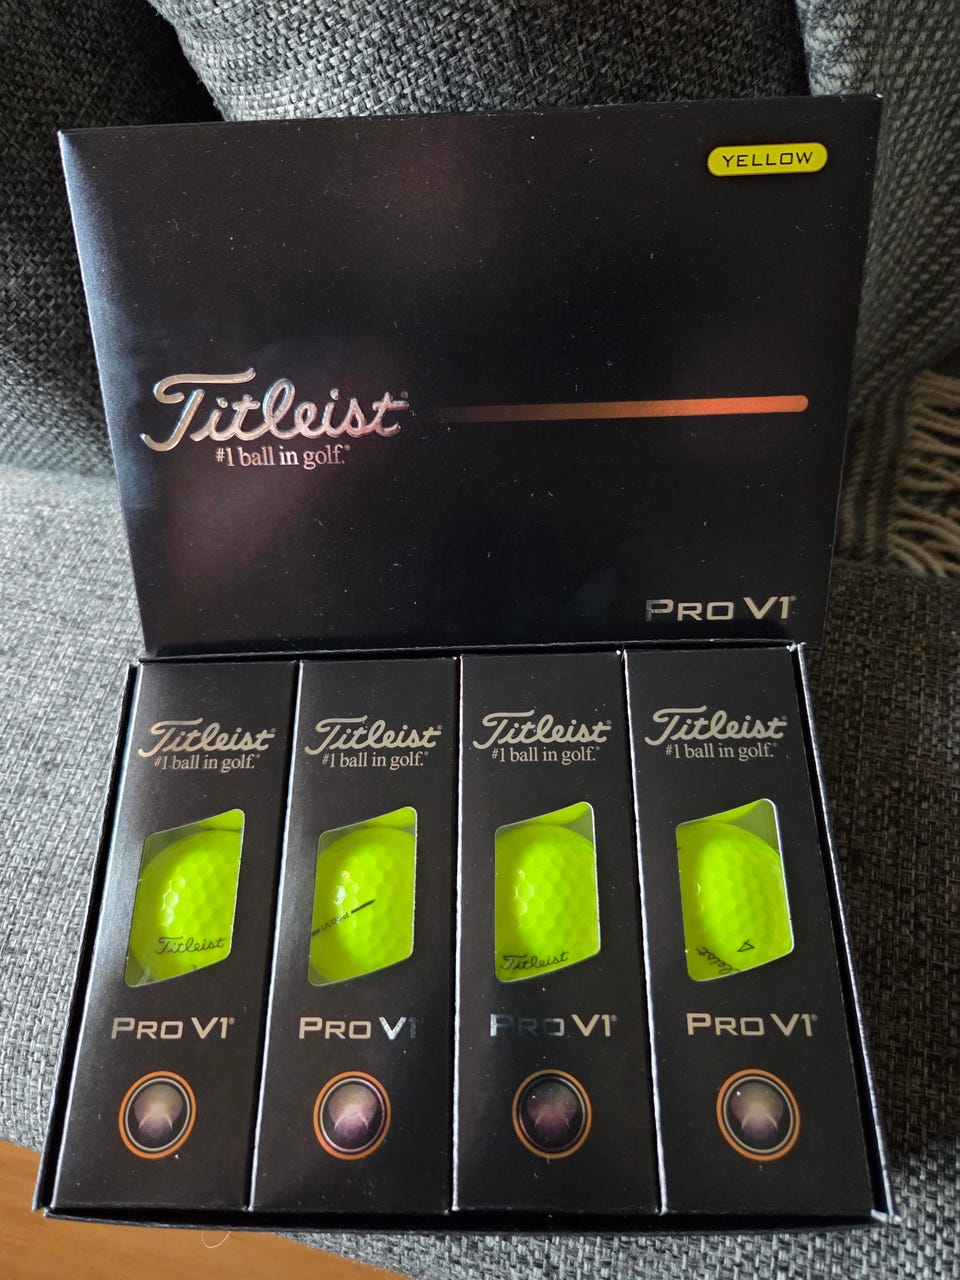 YELLOW
Titleist®
#1 ball in golf.®
PRO V1®
Titleist®
#1 ball in golf.®
Titleist
PRO V1®
Titleist®
#1 ball in golf.®
PRO V1
PRO V1
Titleist®
#1 ball in golf.®
Titleist
PRO V1®
Titleist®
#1 ball in golf.®
leist
4
PRO V1®